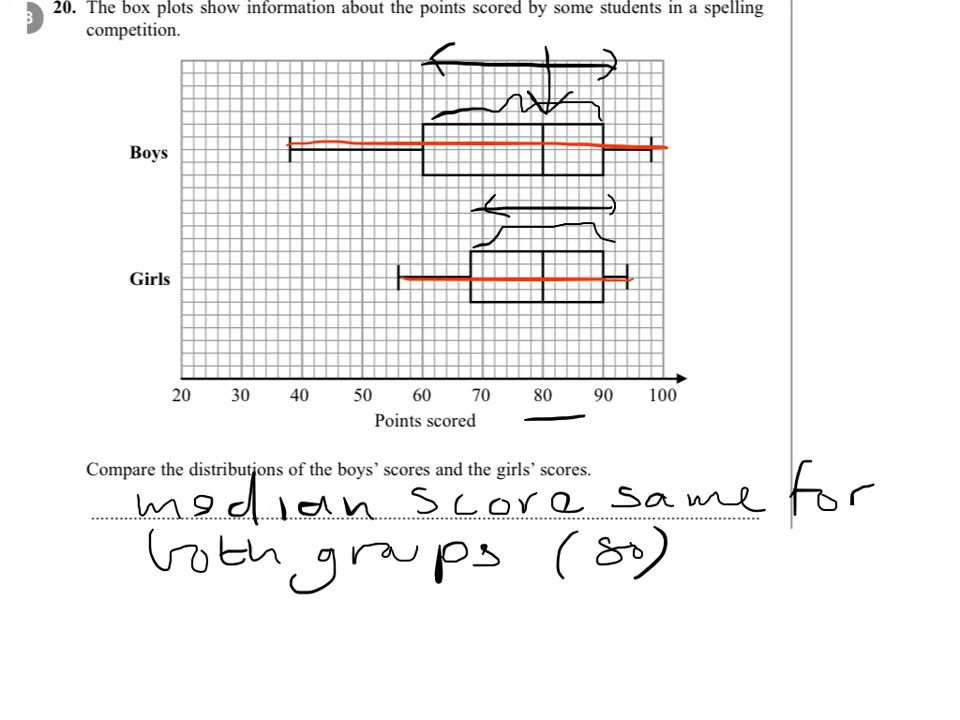 20. The box plots show information about the points scored by some students in a spelling
competition.
Boys
Girls
20 30 40 50 60 70 80 90 100
Points scored
Compare the distributions of the boys' scores and the girls' scores.
median score same for
both groups (80)